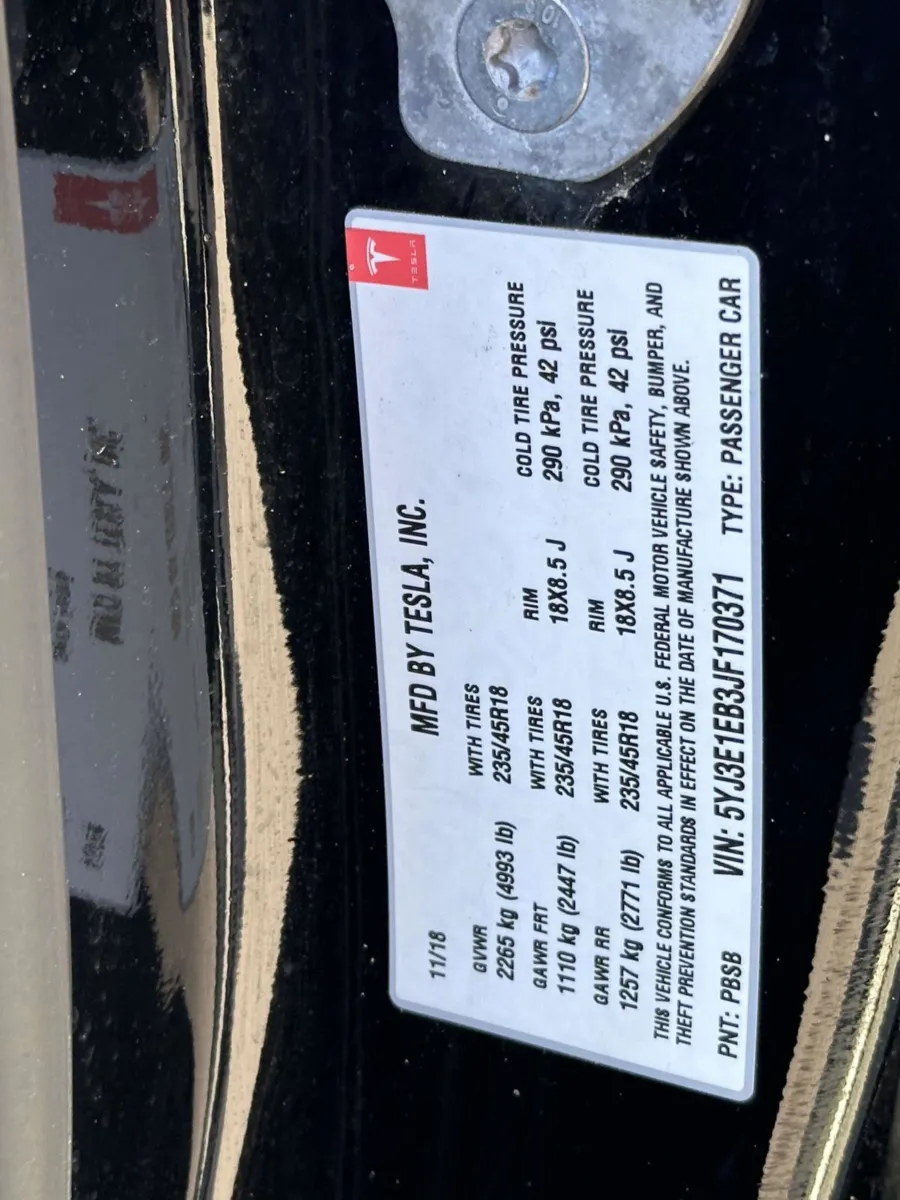 TESLA
MFD BY TESLA, INC.
11/18
GVWR WITH TIRES
2265 kg (4993 lb) 235/45R18
GAWR FRT WITH TIRES RIM COLD TIRE PRESSURE
1110 kg (2447 lb) 235/45R18 18X8.5 J 290 kPa, 42 psi
GAWR RR WITH TIRES RIM COLD TIRE PRESSURE
1257 kg (2771 lb) 235/45R18 18X8.5 J 290 kPa, 42 psi
THIS VEHICLE CONFORMS TO ALL APPLICABLE U.S. FEDERAL MOTOR VEHICLE SAFETY, BUMPER, AND
THEFT PREVENTION STANDARDS IN EFFECT ON THE DATE OF MANUFACTURE SHOWN ABOVE.
PNT: PBSB VIN: 5YJ3E1EB3JF170371 TYPE: PASSENGER CAR